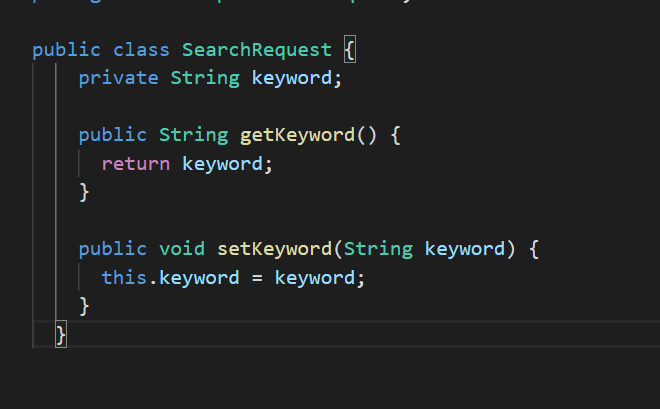 public class SearchRequest {
private String keyword;
public String getKeyword() {
return keyword;
}
public void setKeyword(String keyword) {
this.keyword = keyword;
}
}